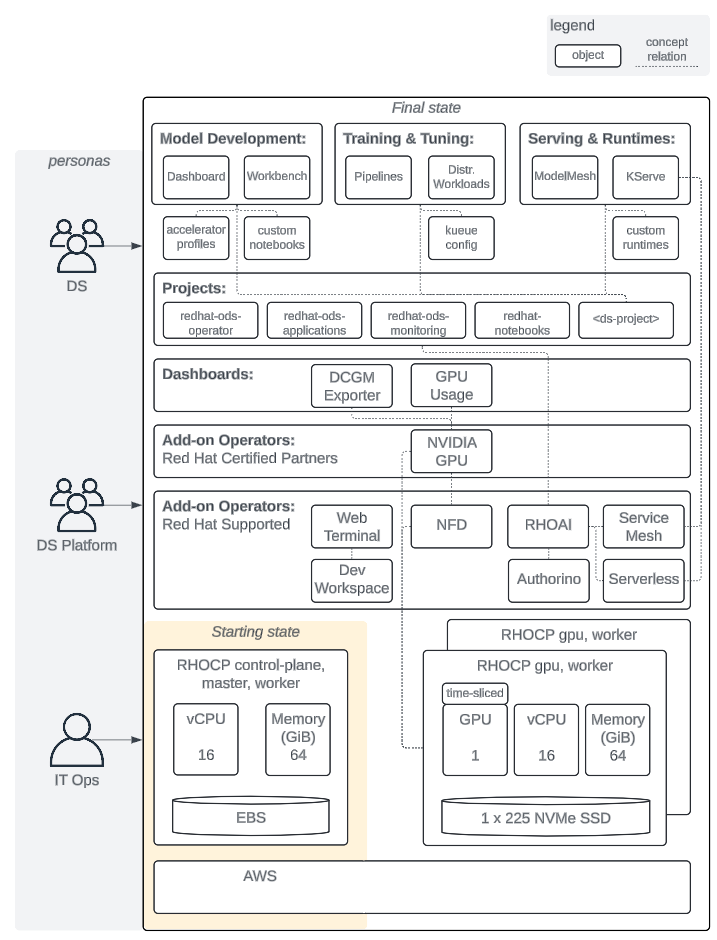 legend
object
concept
relation
Final state
personas
Model Development:
Dashboard
Workbench
Training & Tuning:
Pipelines
Distr.
Workloads
Serving & Runtimes:
ModelMesh
KServe
DS
accelerator
profiles
custom
notebooks
kueue
config
custom
runtimes
Projects:
redhat-ods-
operator
redhat-ods-
applications
redhat-ods-
monitoring
redhat-
notebooks
<ds-project>
Dashboards:
DCGM
Exporter
GPU
Usage
Add-on Operators:
Red Hat Certified Partners
NVIDIA
GPU
DS Platform
Add-on Operators:
Red Hat Supported
Web
Terminal
NFD
RHOAI
Service
Mesh
Dev
Workspace
Authorino
Serverless
Starting state
RHOCP control-plane,
master, worker
vCPU
16
Memory
(GiB)
64
EBS
IT Ops
RHOCP gpu, worker
RHOCP gpu, worker
time-sliced
GPU
1
vCPU
16
Memory
(GiB)
64
1 x 225 NVMe SSD
AWS